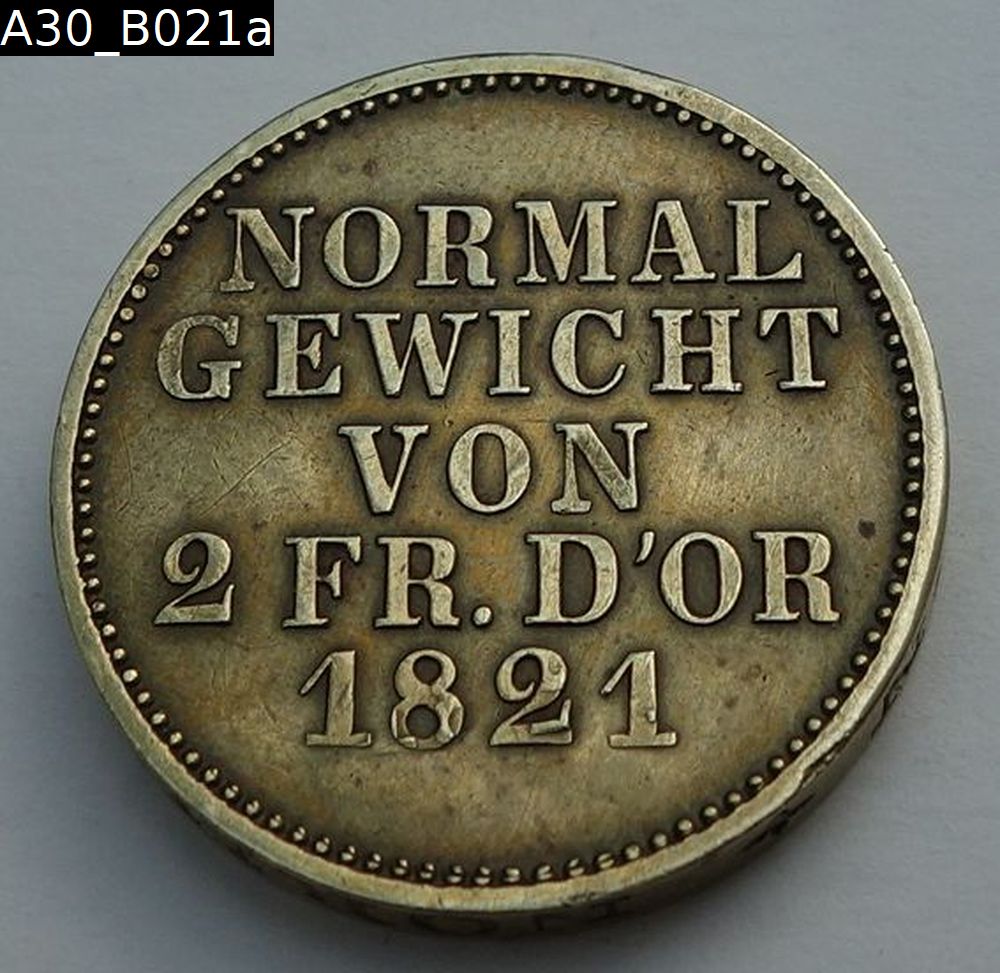 A30_B021a
NORMAL
GEWICHT
VON
2 FR. D'OR
1821